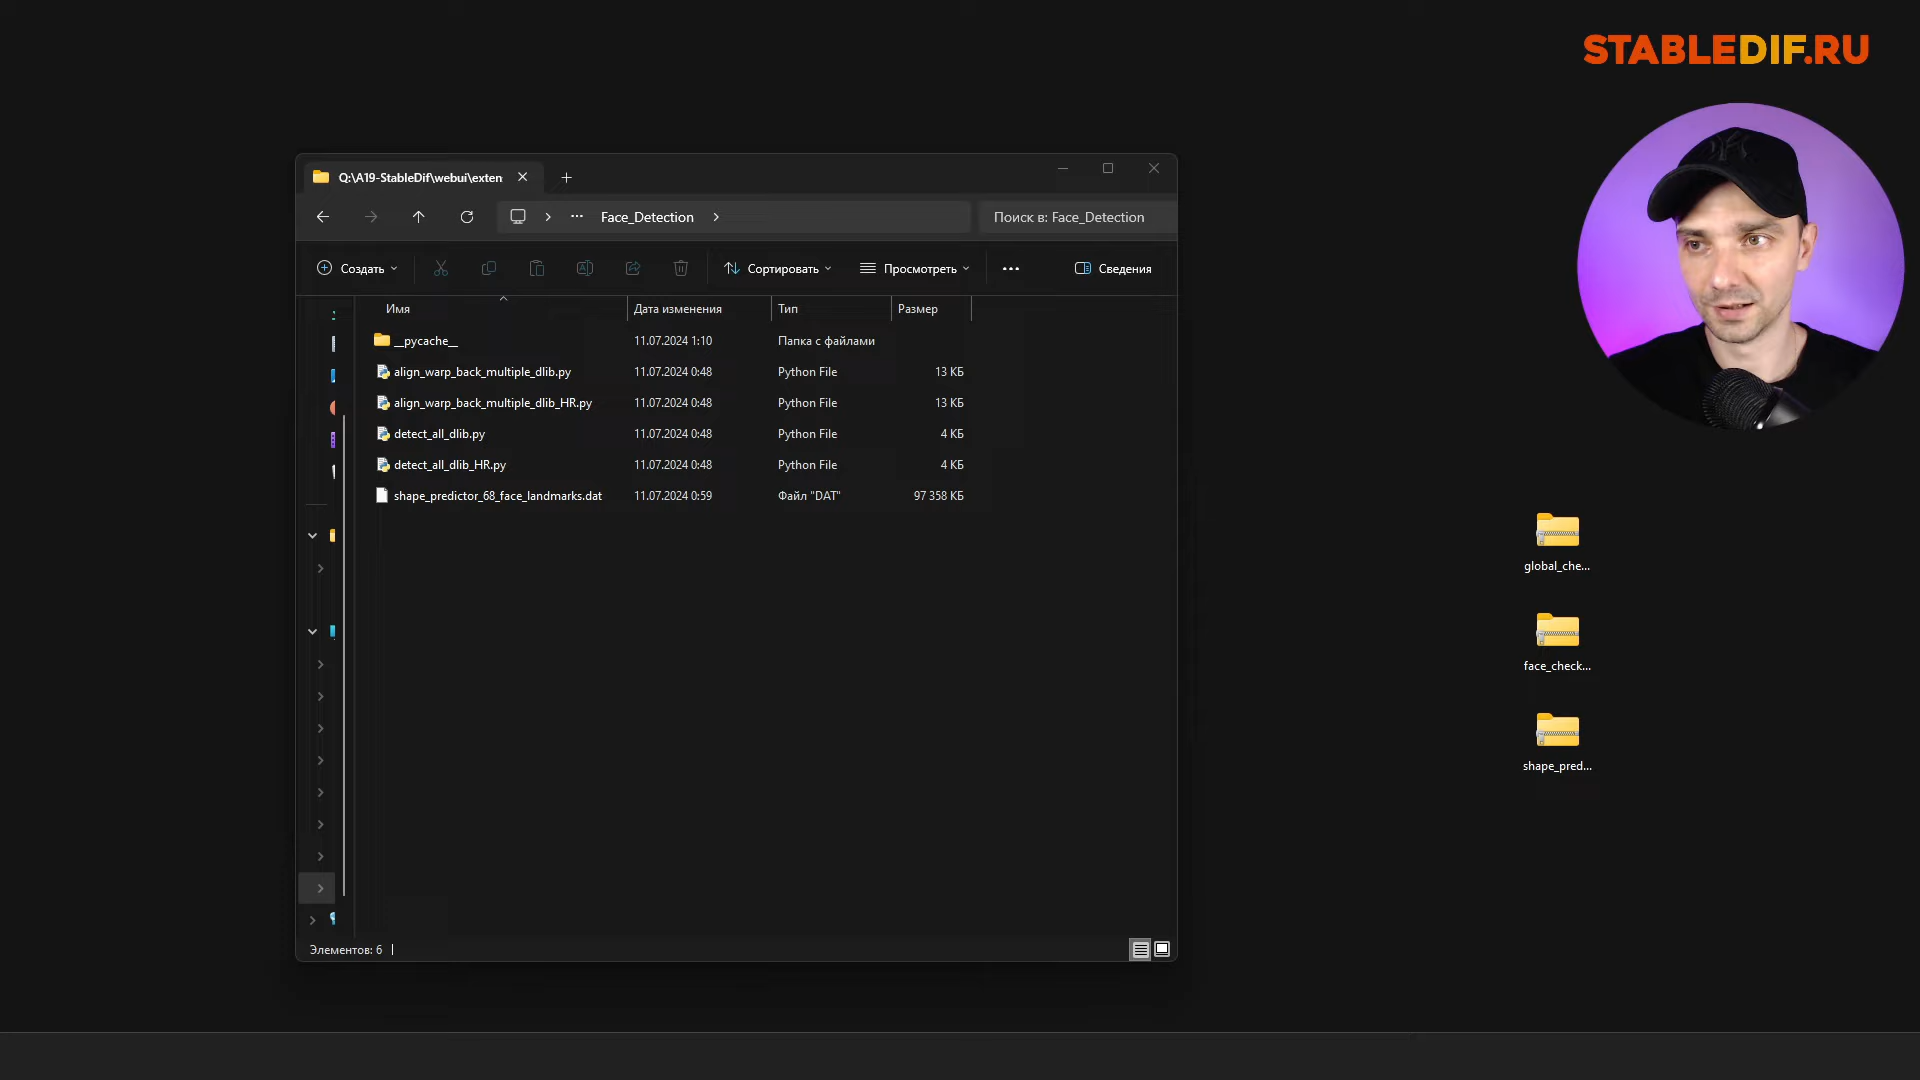 STABLEDIF.RU
Q:\A19-StableDif\webui\exten
Face_Detection
Поиск в: Face_Detection
Создать
Сортировать
Просмотреть
Сведения
Имя Дата изменения Тип Размер
__pycache__ 11.07.2024 1:10 Папка с файлами
align_warp_back_multiple_dlib.py 11.07.2024 0:48 Python File 13 КБ
align_warp_back_multiple_dlib_HR.py 11.07.2024 0:48 Python File 13 КБ
detect_all_dlib.py 11.07.2024 0:48 Python File 4 КБ
detect_all_dlib_HR.py 11.07.2024 0:48 Python File 4 КБ
shape_predictor_68_face_landmarks.dat 11.07.2024 0:59 Файл "DAT" 97 358 КБ
global_che...
face_check...
shape_pred...
Элементов: 6